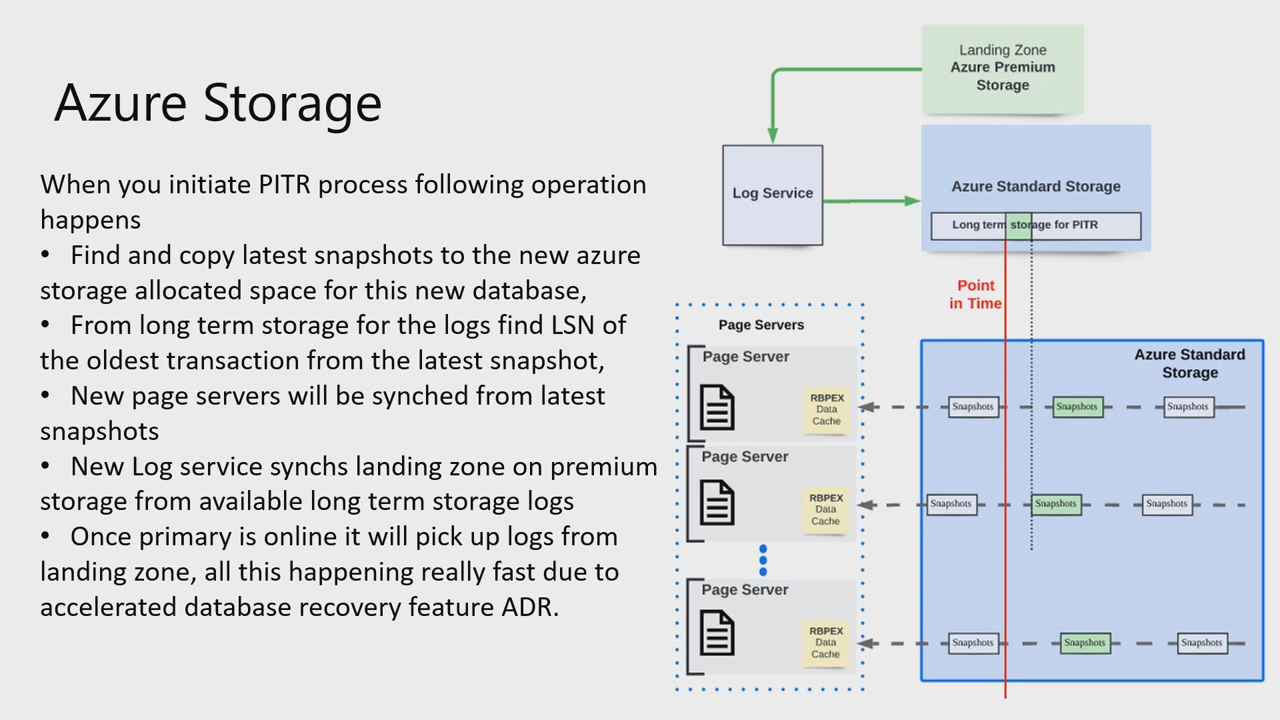 Azure Storage
When you initiate PITR process following operation
happens
• Find and copy latest snapshots to the new azure
storage allocated space for this new database,
• From long term storage for the logs find LSN of
the oldest transaction from the latest snapshot,
• New page servers will be synched from latest
snapshots
• New Log service synchs landing zone on premium
storage from available long term storage logs
• Once primary is online it will pick up logs from
landing zone, all this happening really fast due to
accelerated database recovery feature ADR.
Landing Zone
Azure Premium
Storage
Log Service
Azure Standard Storage
Long term storage for PITR
Point
in Time
Page Servers
Page Server
RBPEX
Data
Cache
Page Server
RBPEX
Data
Cache
Page Server
RBPEX
Data
Cache
Azure Standard
Storage
Snapshots
Snapshots
Snapshots
Snapshots
Snapshots
Snapshots
Snapshots
Snapshots
Snapshots